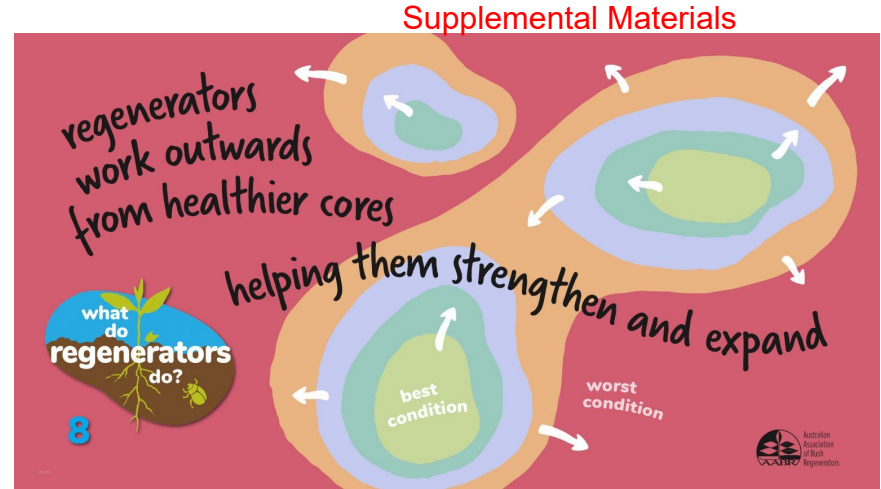 Supplemental Materials
regenerators
work outwards
from healthier cores
helping them strengthen and expand
what
do
regenerators
do?
8
best
condition
worst
condition
AABR
Australian
Association
of Bush
Regenerators